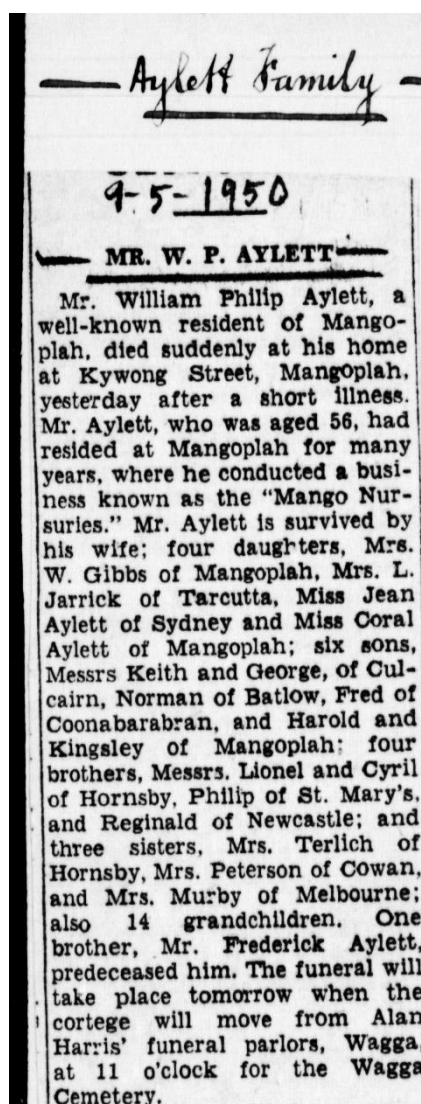 Aylett Family
9-5-1950
MR. W. P. AYLETT
Mr. William Philip Aylett, a
well-known resident of Mango-
plah, died suddenly at his home
at Kywong Street, Mangoplah,
yesterday after a short illness.
Mr. Aylett, who was aged 56, had
resided at Mangoplah for many
years, where he conducted a busi-
ness known as the "Mango Nur-
suries." Mr. Aylett is survived by
his wife; four daughters, Mrs.
W. Gibbs of Mangoplah, Mrs. L.
Jarrick of Tarcutta, Miss Jean
Aylett of Sydney and Miss Coral
Aylett of Mangoplah; six sons,
Messrs Keith and George, of Cul-
cairn, Norman of Batlow, Fred of
Coonabarabran, and Harold and
Kingsley of Mangoplah; four
brothers, Messrs. Lionel and Cyril
of Hornsby, Philip of St. Mary's,
and Reginald of Newcastle; and
three sisters, Mrs. Terlich of
Hornsby, Mrs. Peterson of Cowan,
and Mrs. Murby of Melbourne;
also 14 grandchildren. One
brother, Mr. Frederick Aylett,
predeceased him. The funeral will
take place tomorrow when the
cortege will move from Alan
Harris' funeral parlors, Wagga,
at 11 o'clock for the Wagga
Cemetery.